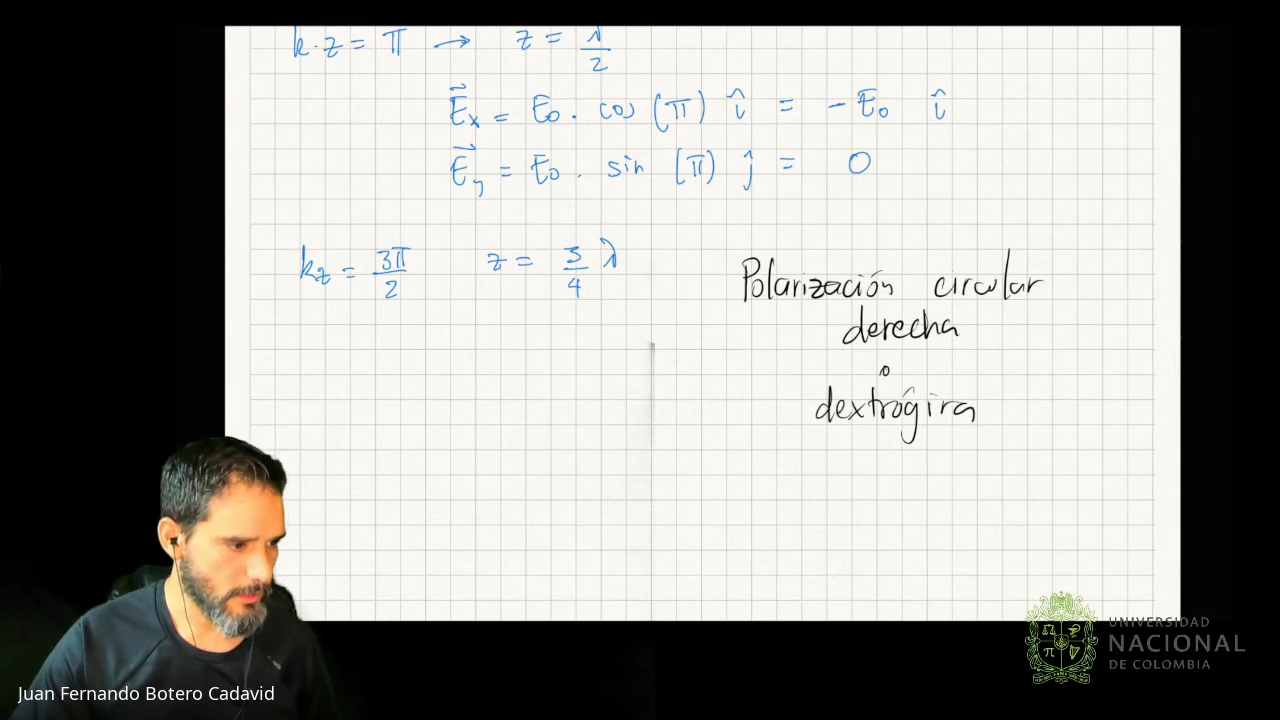 k·z = π → z = λ/2
E⃗x = E₀ · cos (π) î = -E₀ î
E⃗y = E₀ · sin (π) ĵ = 0
kz = 3π/2 z = 3/4 λ
Polarización circular
derecha
o
dextrógira
UNIVERSIDAD
NACIONAL
DE COLOMBIA
Juan Fernando Botero Cadavid